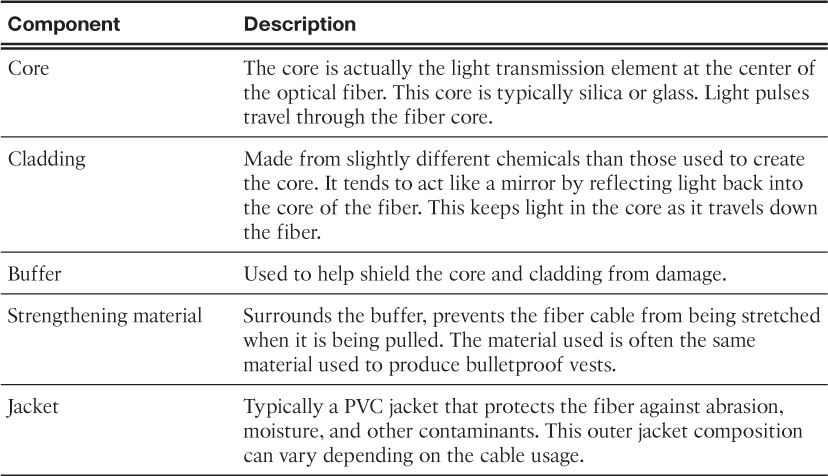 Component Description
Core The core is actually the light transmission element at the center of
the optical fiber. This core is typically silica or glass. Light pulses
travel through the fiber core.
Cladding Made from slightly different chemicals than those used to create
the core. It tends to act like a mirror by reflecting light back into
the core of the fiber. This keeps light in the core as it travels down
the fiber.
Buffer Used to help shield the core and cladding from damage.
Strengthening material Surrounds the buffer, prevents the fiber cable from being stretched
when it is being pulled. The material used is often the same
material used to produce bulletproof vests.
Jacket Typically a PVC jacket that protects the fiber against abrasion,
moisture, and other contaminants. This outer jacket composition
can vary depending on the cable usage.